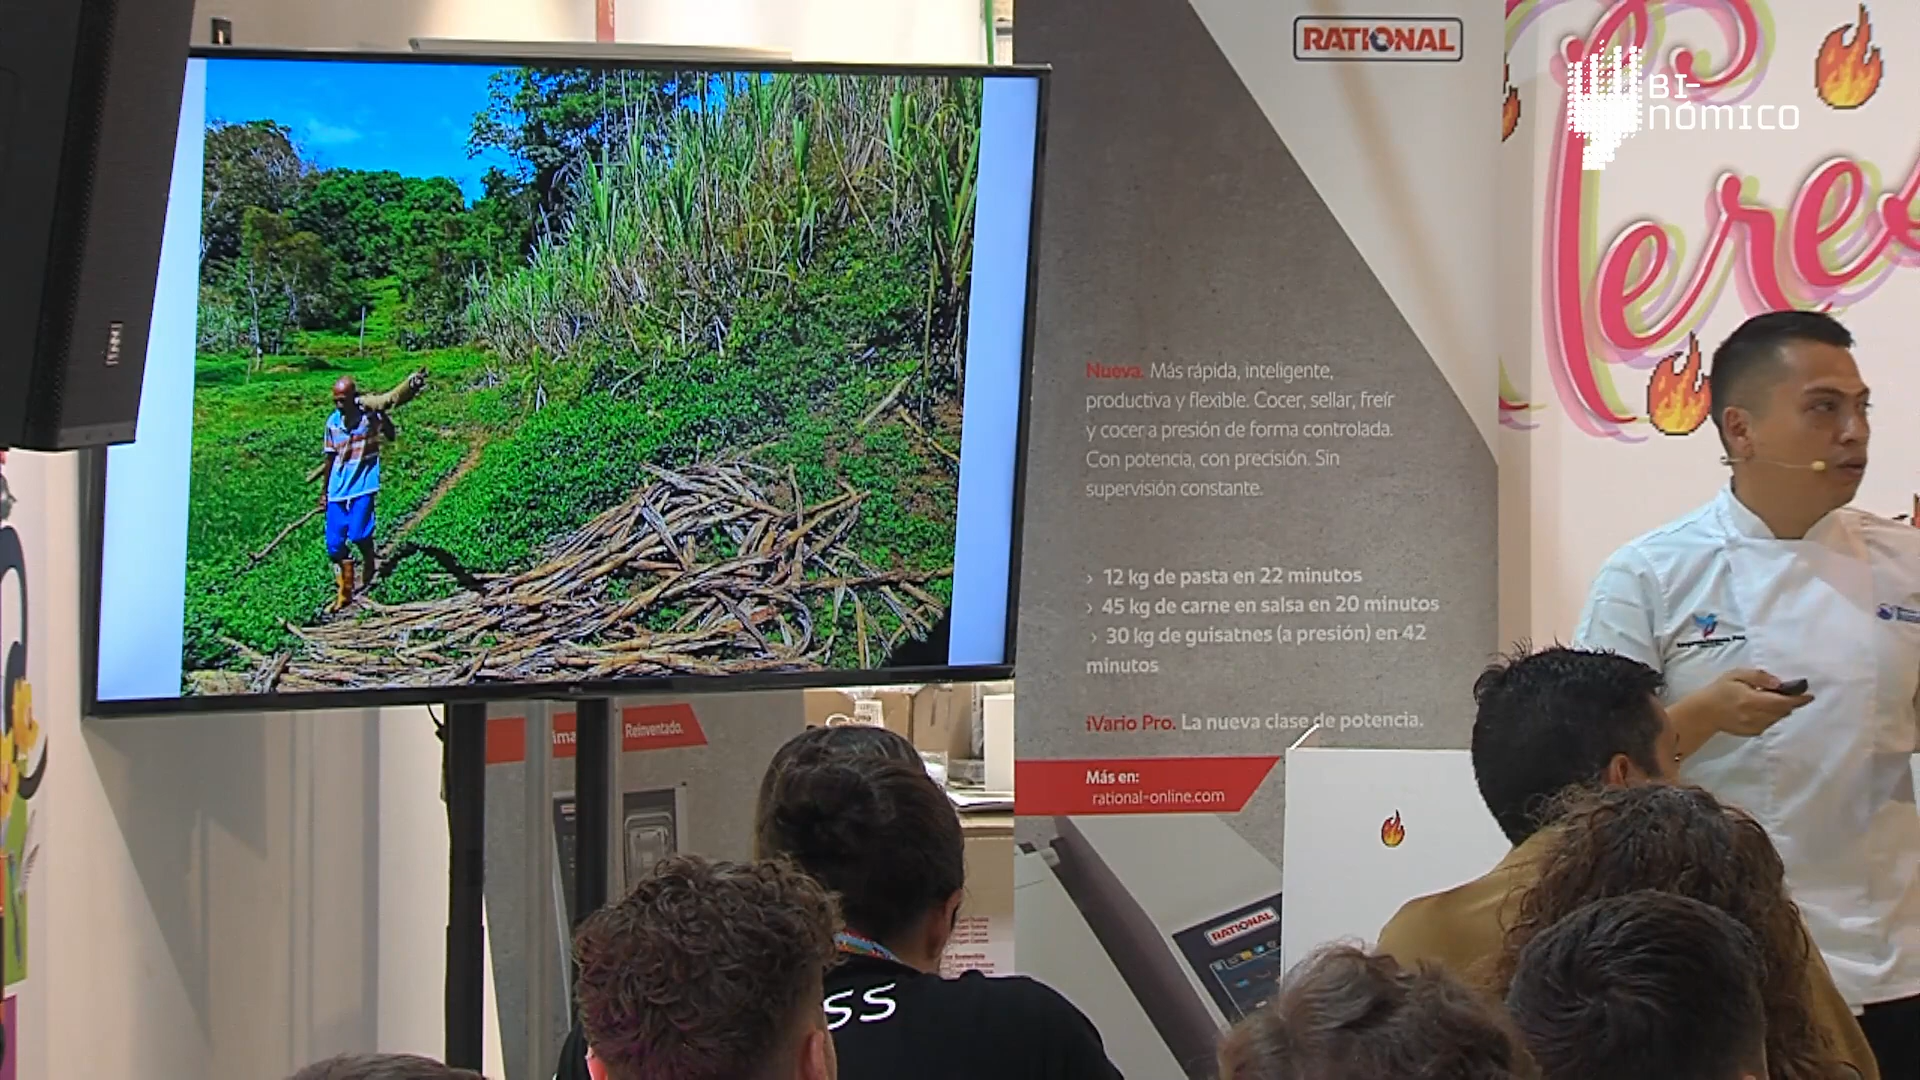 RATIONAL
BI-
NÓMICO
Nueva. Más rápida, inteligente,
productiva y flexible. Cocer, sellar, freír
y cocer a presión de forma controlada.
Con potencia, con precisión. Sin
supervisión constante.
› 12 kg de pasta en 22 minutos
› 45 kg de carne en salsa en 20 minutos
› 30 kg de guisatnes (a presión) en 42
minutos
iVario Pro. La nueva clase de potencia.
Más en:
rational-online.com
Reinventado.
RATIONAL
ss
LG